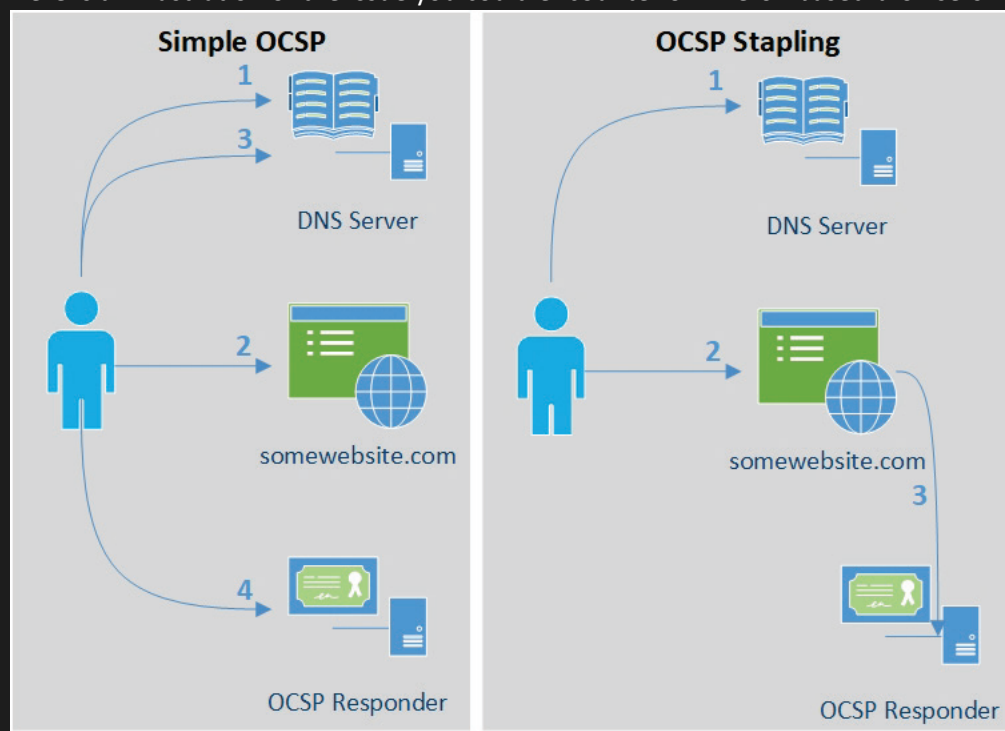 Simple OCSP
1
3
DNS Server
2
somewebsite.com
4
OCSP Responder
OCSP Stapling
1
DNS Server
2
somewebsite.com
3
OCSP Responder